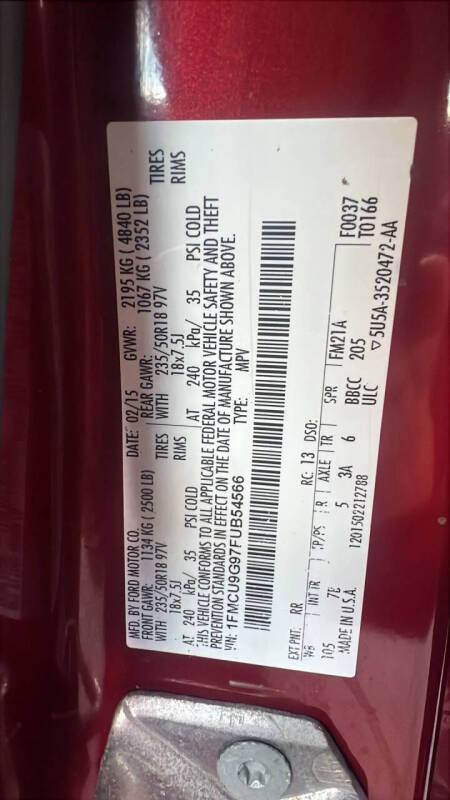 MFD. BY FORD MOTOR CO. DATE: 02/15 GVWR: 2195 KG ( 4840 LB)
FRONT GAWR: 1134 KG ( 2500 LB) REAR GAWR: 1067 KG ( 2352 LB)
WITH 235/50R18 97V TIRES WITH 235/50R18 97V TIRES
18x7.5J RIMS 18x7.5J RIMS
AT 240 kPa/ 35 PSI COLD AT 240 kPa/ 35 PSI COLD
THIS VEHICLE CONFORMS TO ALL APPLICABLE FEDERAL MOTOR VEHICLE SAFETY AND THEFT
PREVENTION STANDARDS IN EFFECT ON THE DATE OF MANUFACTURE SHOWN ABOVE.
VIN: 1FMCU9G97FUB54566 TYPE: MPV
EXT PNT: RR RC: 13 DSO: F0037
WB INT TR TP/PS R AXLE TR SPR FM21A T0166
105 7E 5 3A 6 BBCC 205
ULC
MADE IN U.S.A. 1201502212788 ▽5U5A-3520472-AA